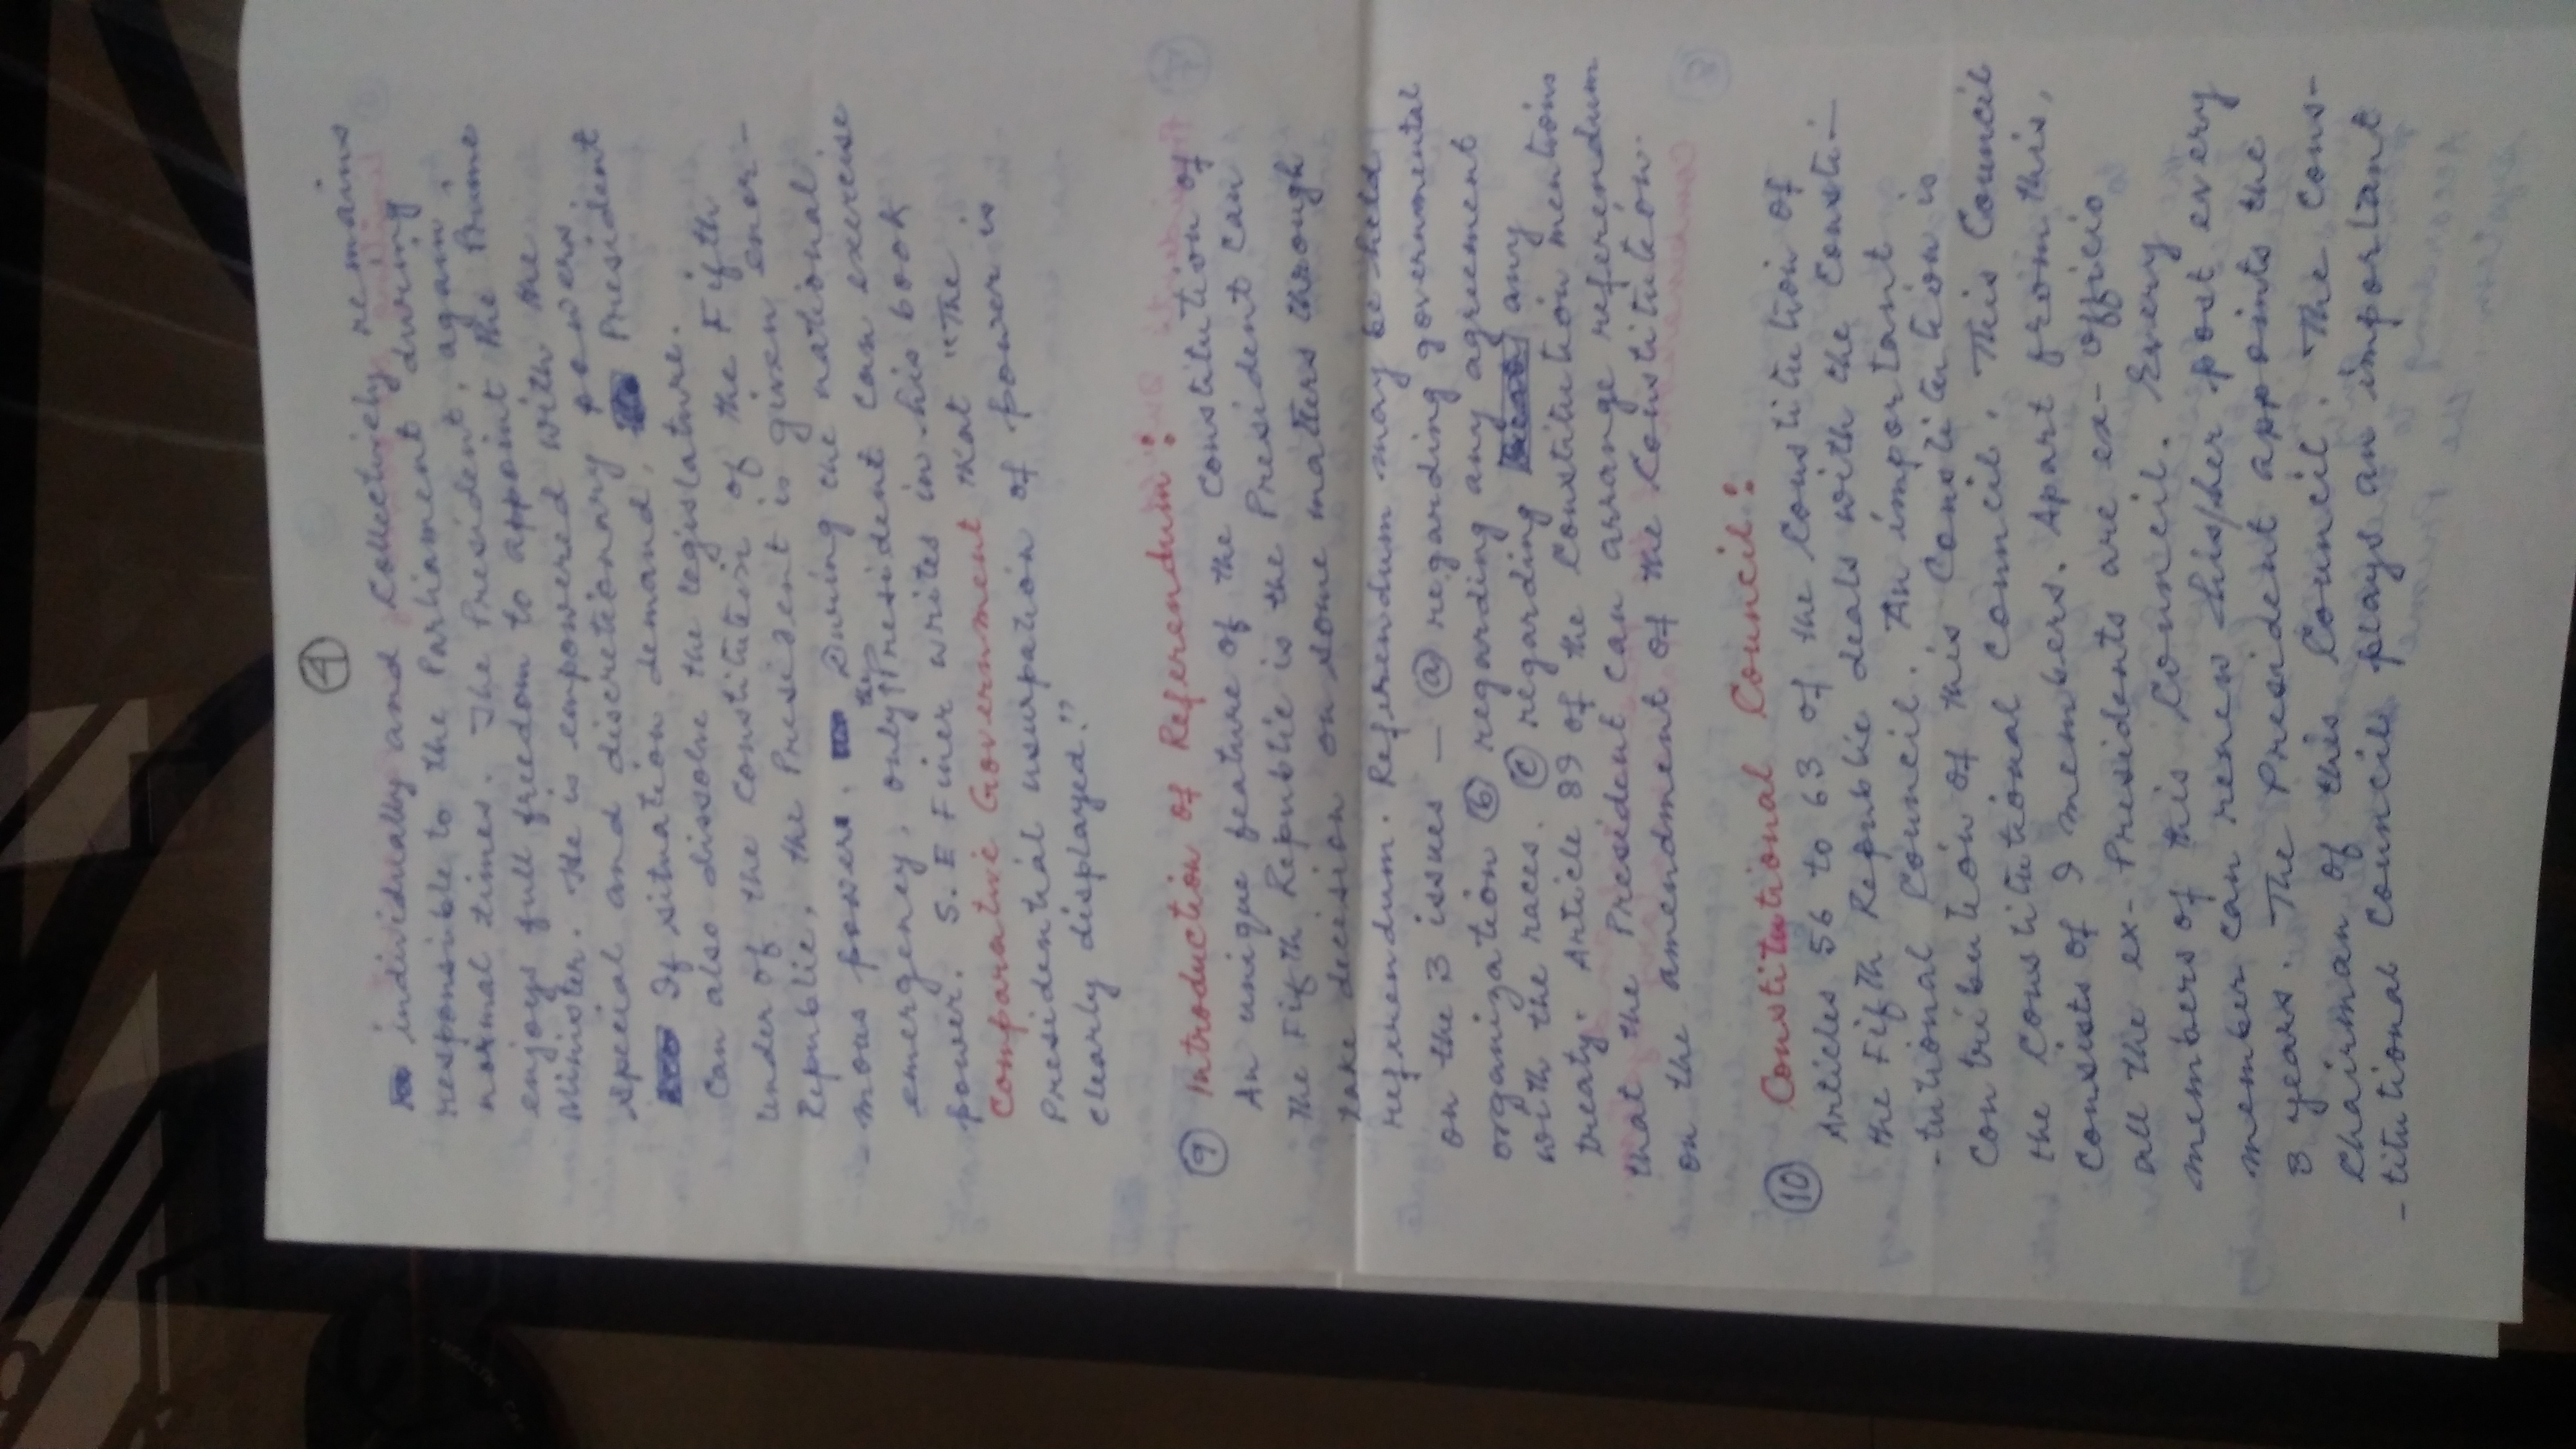 4
individually and Collectively remains
responsible to the Parliament during
normal times. The President, again,
enjoys full freedom to appoint the Prime
Minister. He is empowered with the
special and discretionary powers.
If situation demand, President
Can also dissolve the legislature.
Under of the Constitution of the Fifth
Republic, the President is given enor-
-mous powers. During the national
emergency, only the President can exercise
power. S.E Finer writes in his book
Comparative Government that "The
Presidential usurpation of power is
clearly displayed."
9 Introduction of Referendum:
An unique feature of the Constitution of
the Fifth Republic is the President can
take decision on some matters through
referendum. Referendum may be held
on the 3 issues — a regarding governmental
organization b regarding any agreement
with the races. c regarding any
treaty. Article 89 of the Constitution mentions
that the President can arrange referendum
on the amendment of the Constitution.
10 Constitutional Council:
Articles 56 to 63 of the Constitution of
the Fifth Republic deals with the Consti-
-tutional Council. An important
Contribution of this Constitution is
the Constitutional Council. This Council
Consists of 9 members. Apart from this,
all the ex-Presidents are ex-officio
members of this Council. Every
member can renew his/her post every
3 years. The President appoints the
Chairman of this Council. The Cons-
-titutional Council plays an important